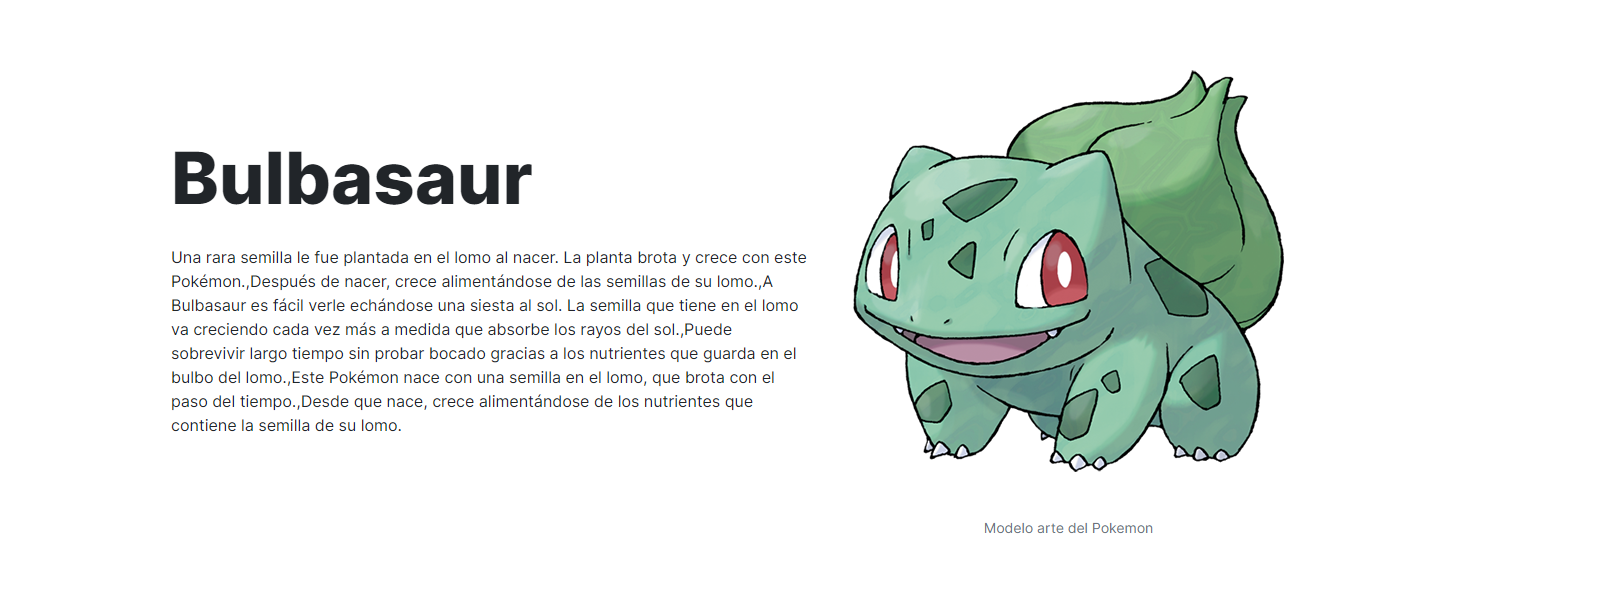 Bulbasaur
Una rara semilla le fue plantada en el lomo al nacer. La planta brota y crece con este
Pokémon.,Después de nacer, crece alimentándose de las semillas de su lomo.,A
Bulbasaur es fácil verle echándose una siesta al sol. La semilla que tiene en el lomo
va creciendo cada vez más a medida que absorbe los rayos del sol.,Puede
sobrevivir largo tiempo sin probar bocado gracias a los nutrientes que guarda en el
bulbo del lomo.,Este Pokémon nace con una semilla en el lomo, que brota con el
paso del tiempo.,Desde que nace, crece alimentándose de los nutrientes que
contiene la semilla de su lomo.
Modelo arte del Pokemon